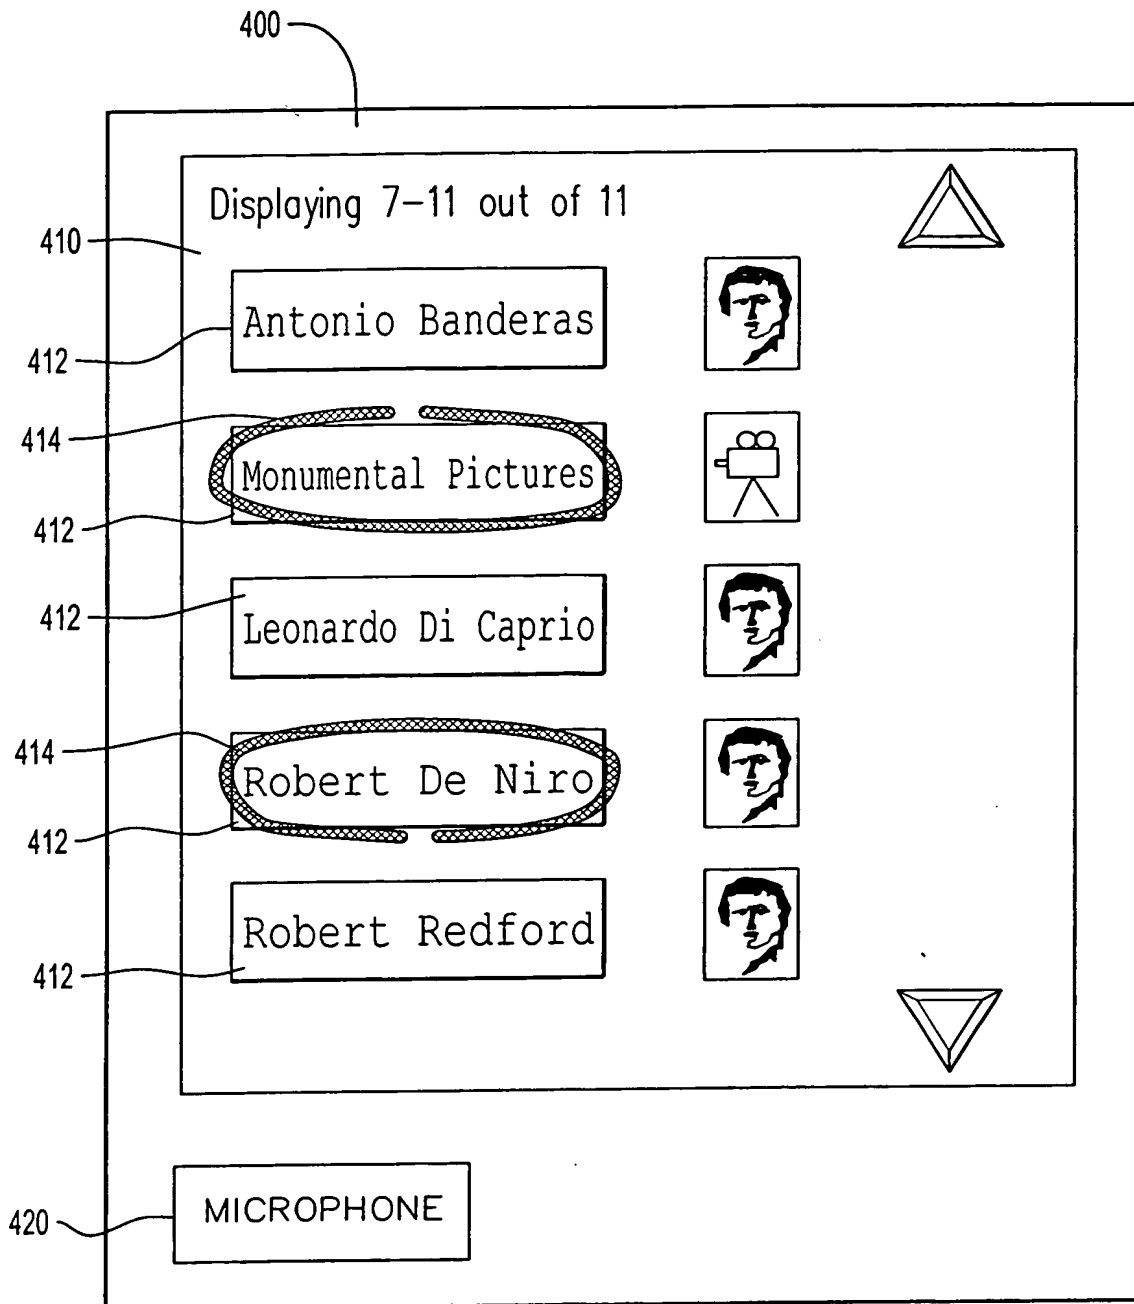 400
Displaying 7-11 out of 11
410
Antonio Banderas
412
414
Monumental Pictures
412
412
Leonardo Di Caprio
414
Robert De Niro
412
Robert Redford
412
MICROPHONE
420